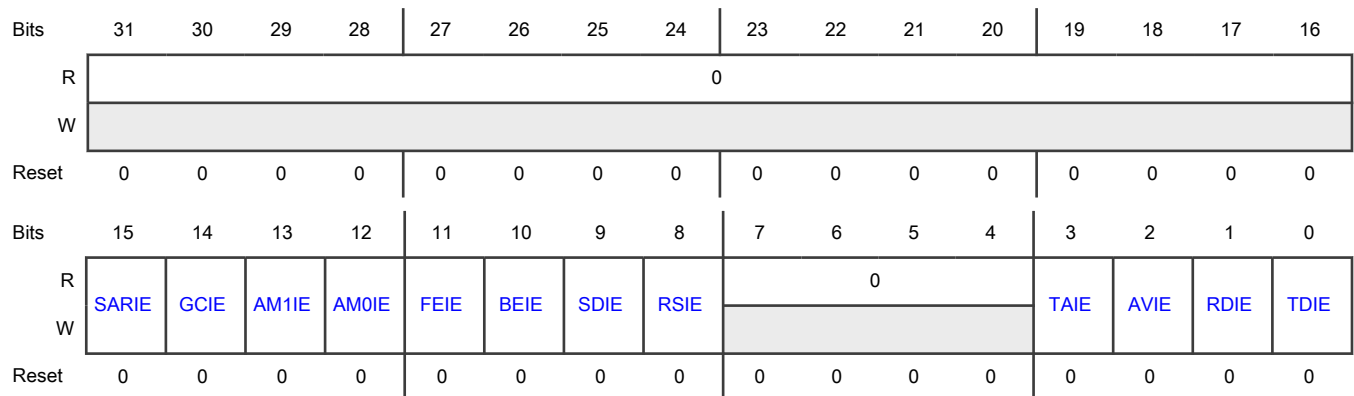 Bits 31 30 29 28 27 26 25 24 23 22 21 20 19 18 17 16
R 0
W
Reset 0 0 0 0 0 0 0 0 0 0 0 0 0 0 0 0
Bits 15 14 13 12 11 10 9 8 7 6 5 4 3 2 1 0
R 0
SARIE GCIE AM1IE AM0IE FEIE BEIE SDIE RSIE TAIE AVIE RDIE TDIE
W
Reset 0 0 0 0 0 0 0 0 0 0 0 0 0 0 0 0